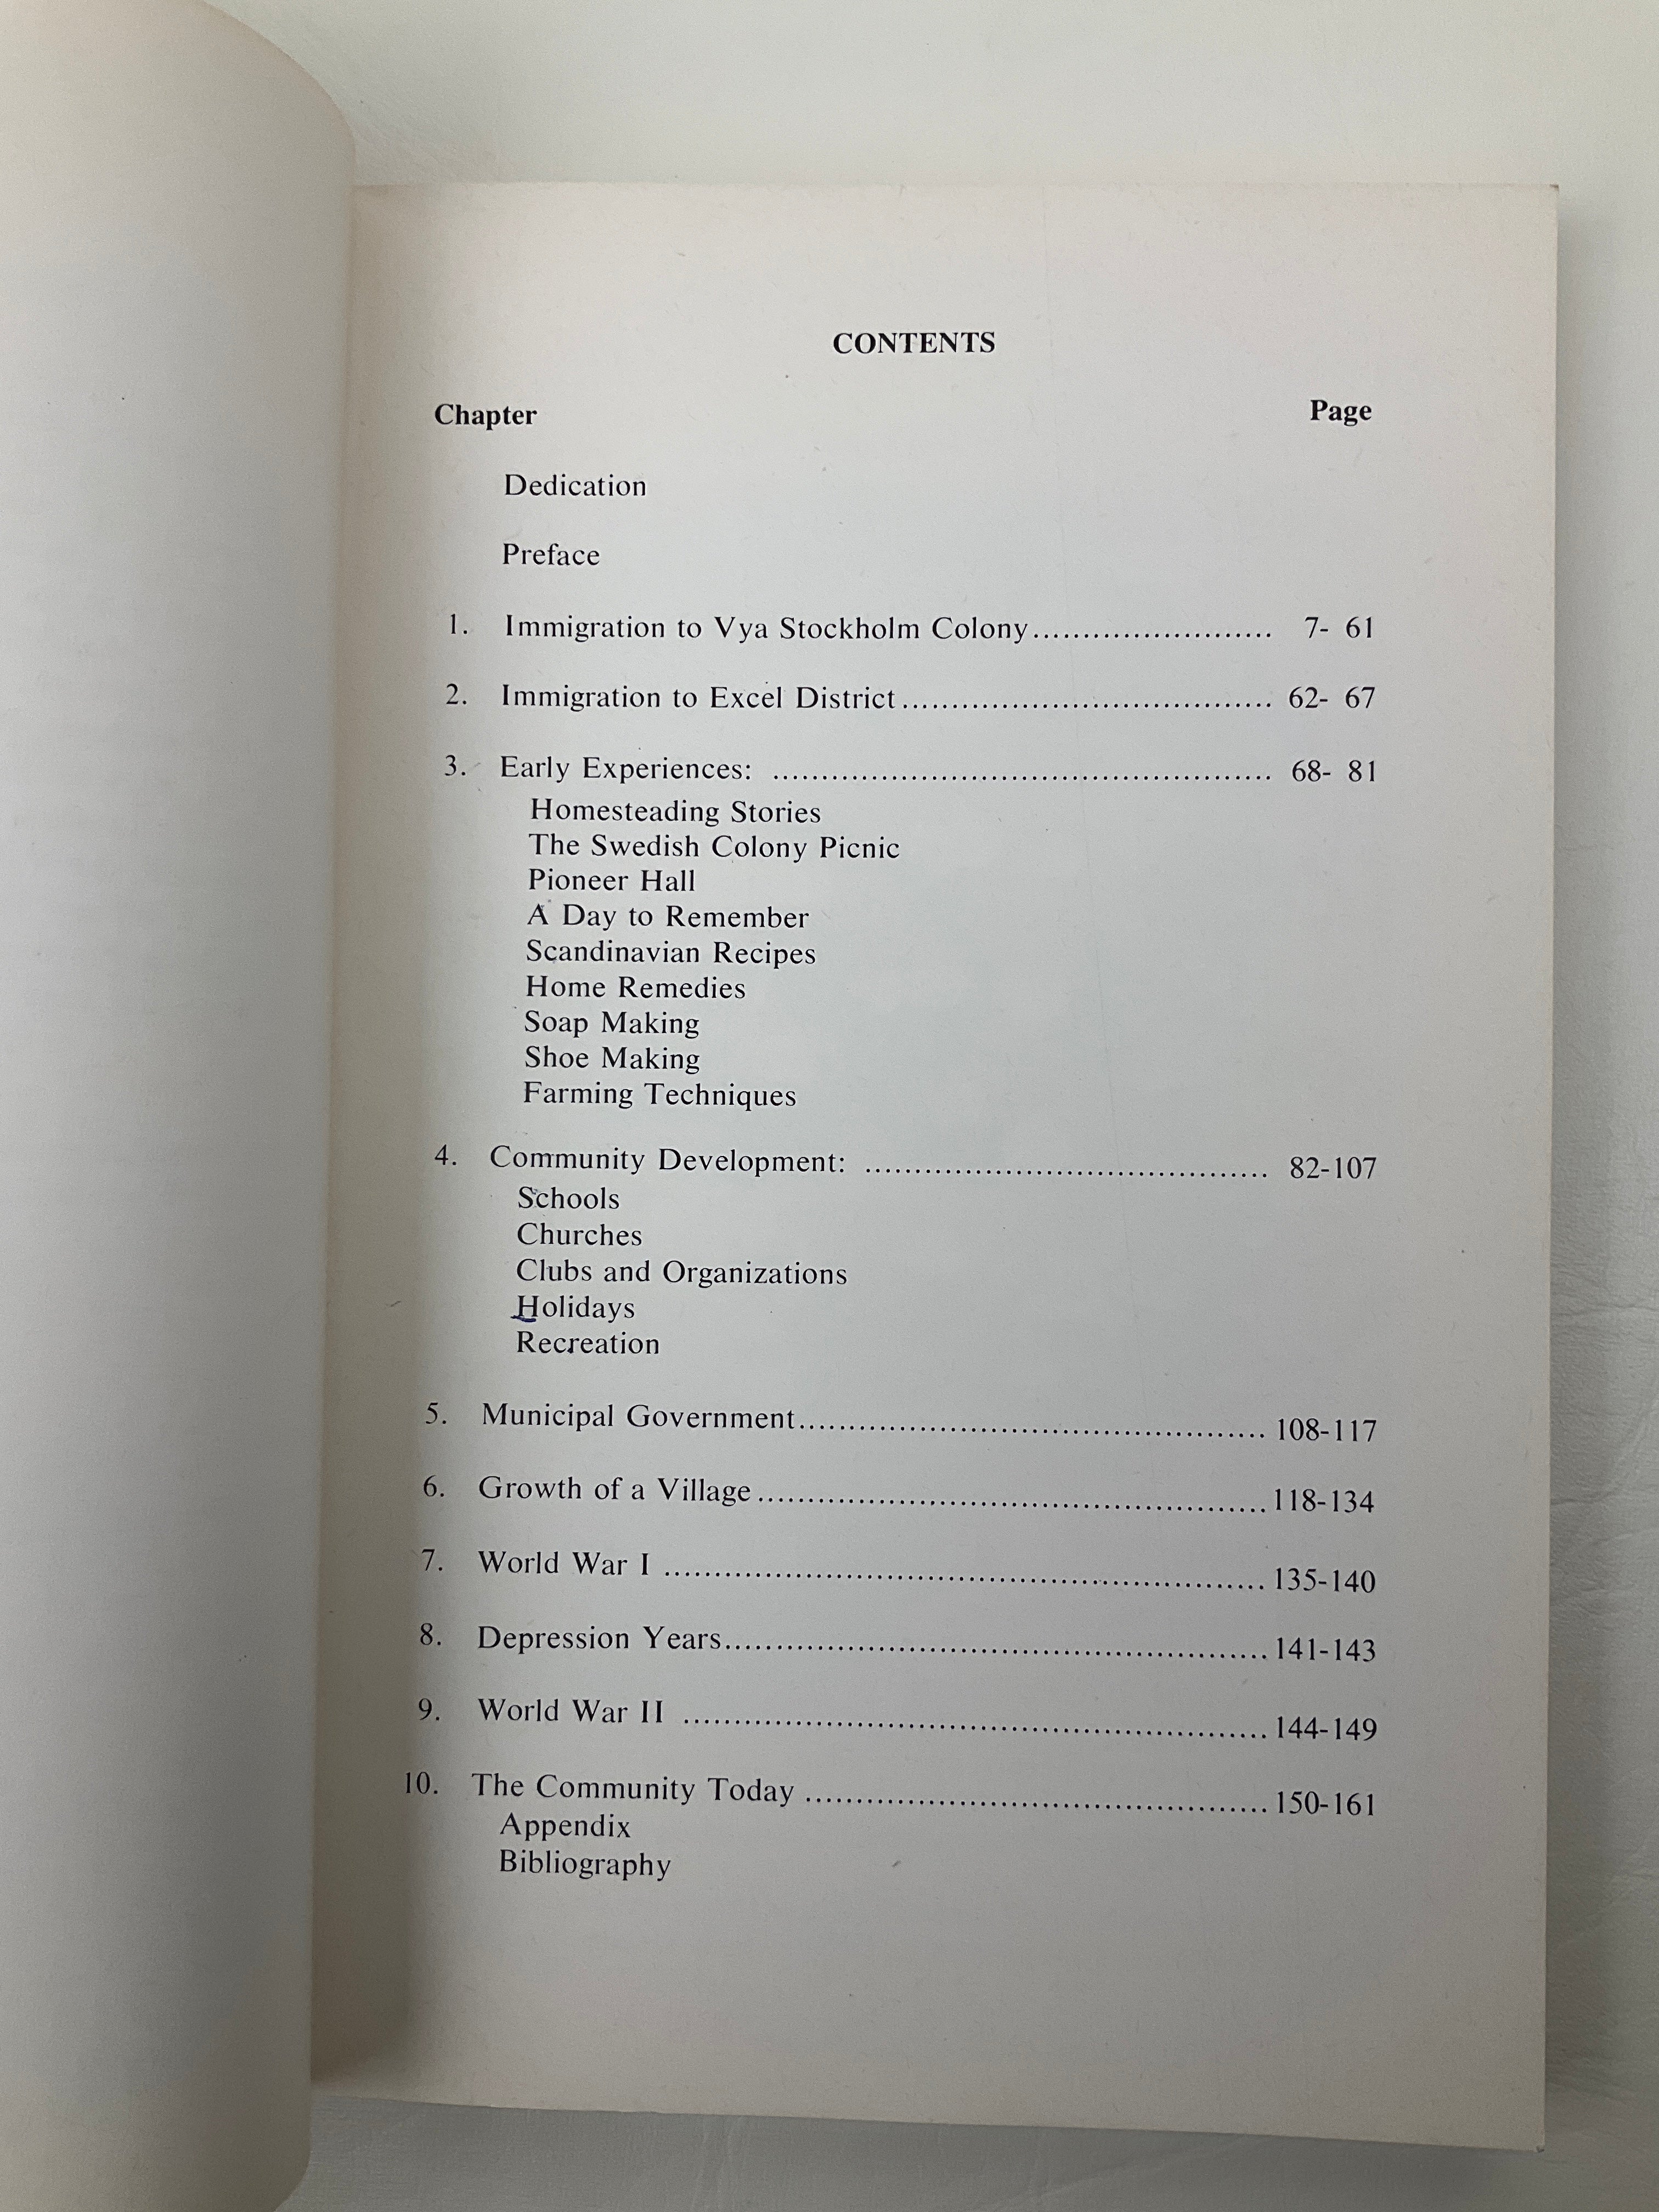 CONTENTS
Chapter Page
Dedication
Preface
1. Immigration to Vya Stockholm Colony........................ 7- 61
2. Immigration to Excel District..................................... 62- 67
3. Early Experiences: .................................................. 68- 81
Homesteading Stories
The Swedish Colony Picnic
Pioneer Hall
A Day to Remember
Scandinavian Recipes
Home Remedies
Soap Making
Shoe Making
Farming Techniques
4. Community Development: ........................................ 82-107
Schools
Churches
Clubs and Organizations
Holidays
Recreation
5. Municipal Government............................................... 108-117
6. Growth of a Village................................................... 118-134
7. World War I ............................................................ 135-140
8. Depression Years...................................................... 141-143
9. World War II .......................................................... 144-149
10. The Community Today .............................................. 150-161
Appendix
Bibliography